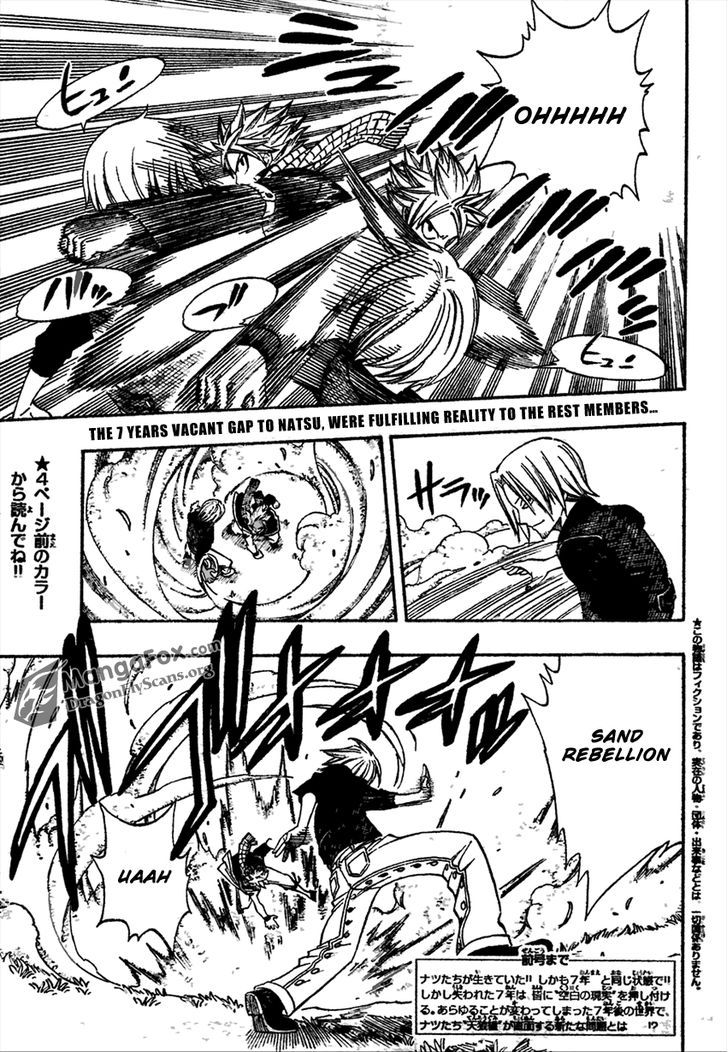 OHHHHH
ヒュン
バッ
バッ
ヒュン
THE 7 YEARS VACANT GAP TO NATSU, WERE FULFILLING REALITY TO THE REST MEMBERS...
★4ページ前のカラー
から読んでね!!
MangaFox.com
DragonflyScans.org
SAND
REBELLION
UAAH
★この物語はフィクションであり、実在の人物・団体・出来事などとは、一切関係ありません。
前号まで
ナツたちが生きていた!! しかも7年前と同じ状態で!!
しかし失われた7年は皆に“空白の現実”を押し付け
る。あらゆることが変わってしまった7年後の世界で、
ナツたち“天狼組”が直面する新たな問題とは――!?